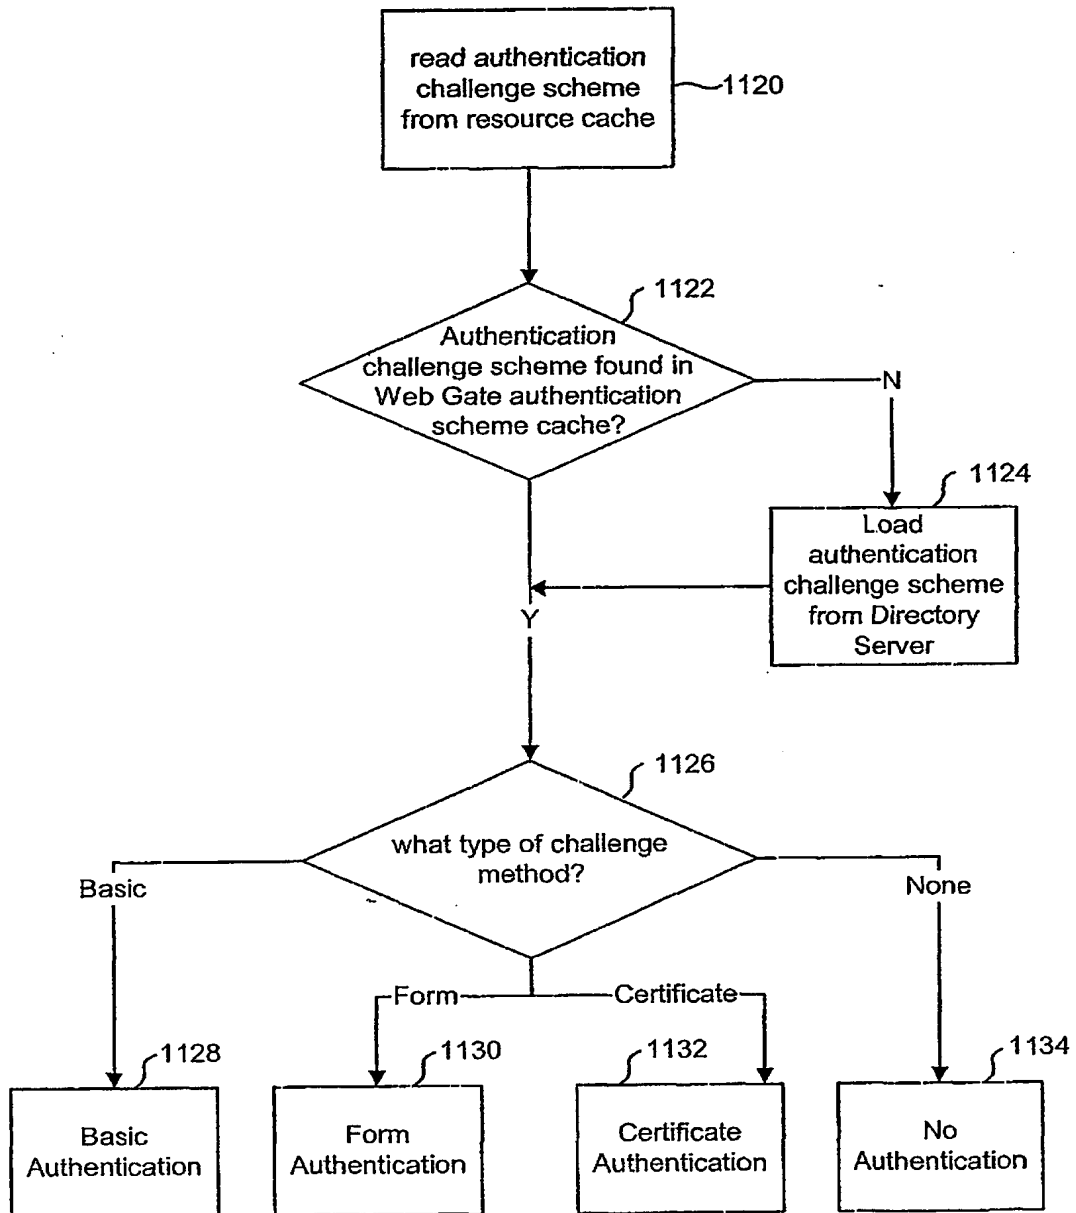 read authentication
challenge scheme
from resource cache
1120
1122
Authentication
challenge scheme found in
Web Gate authentication
scheme cache?
N
1124
Load
authentication
challenge scheme
from Directory
Server
Y
1126
what type of challenge
method?
Basic
None
Form
Certificate
1128
1130
1132
1134
Basic
Authentication
Form
Authentication
Certificate
Authentication
No
Authentication